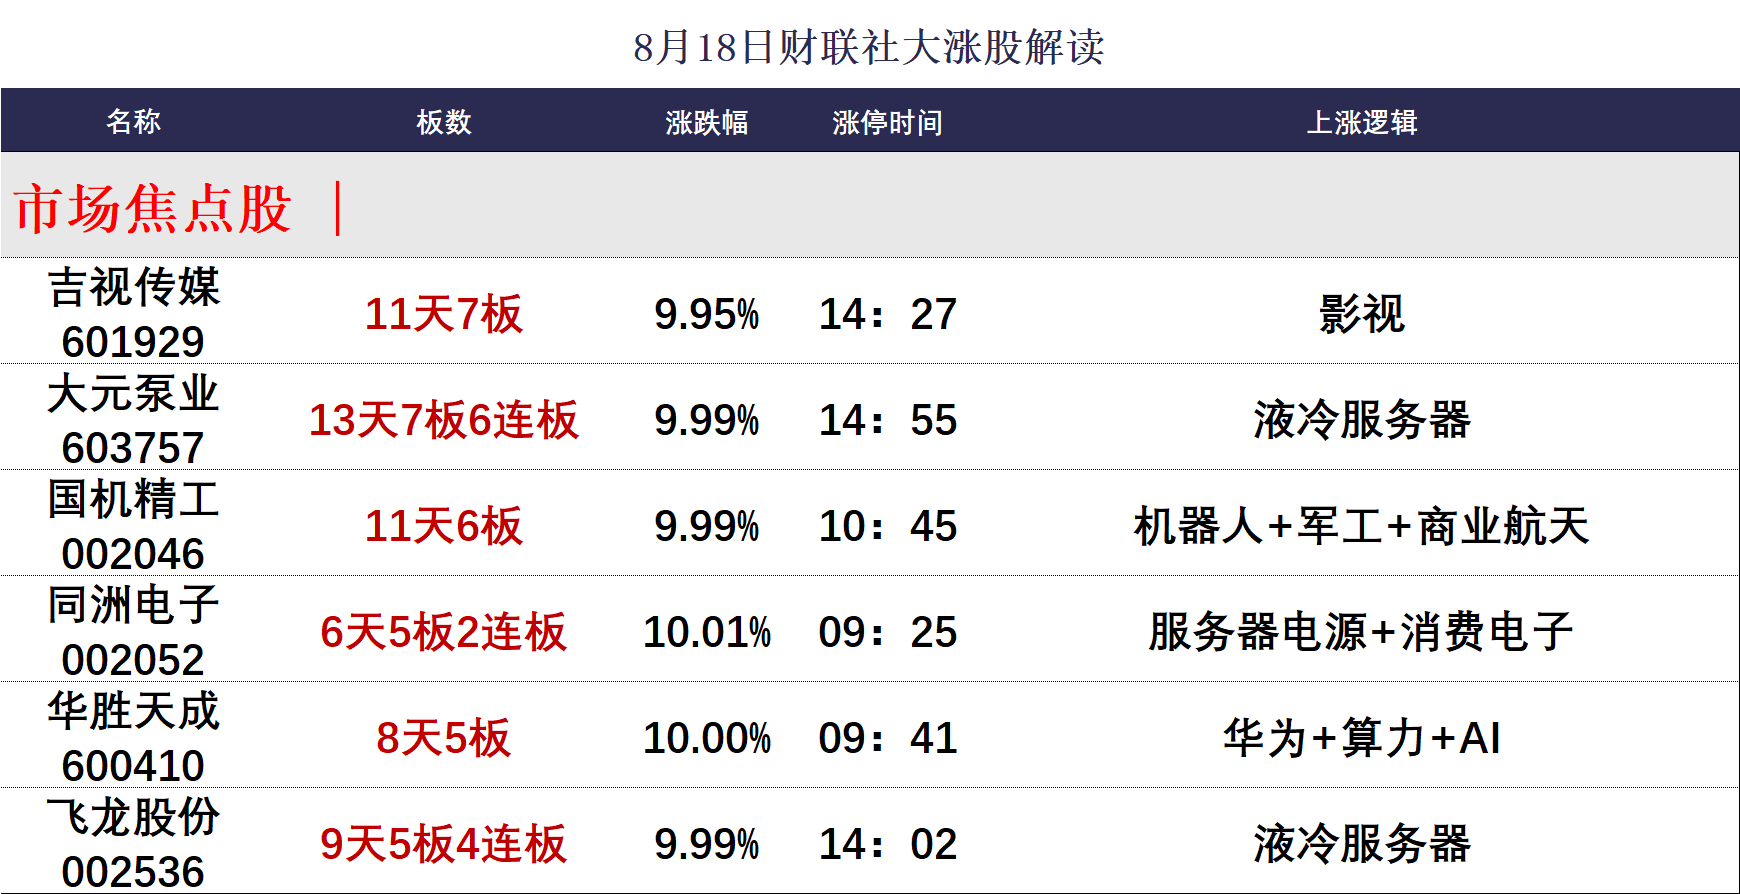 8月18日财联社大涨股解读
名称 板数 涨跌幅 涨停时间 上涨逻辑
市场焦点股 |
吉视传媒
601929 11天7板 9.95% 14：27 影视
大元泵业
603757 13天7板6连板 9.99% 14：55 液冷服务器
国机精工
002046 11天6板 9.99% 10：45 机器人+军工+商业航天
同洲电子
002052 6天5板2连板 10.01% 09：25 服务器电源+消费电子
华胜天成
600410 8天5板 10.00% 09：41 华为+算力+AI
飞龙股份
002536 9天5板4连板 9.99% 14：02 液冷服务器